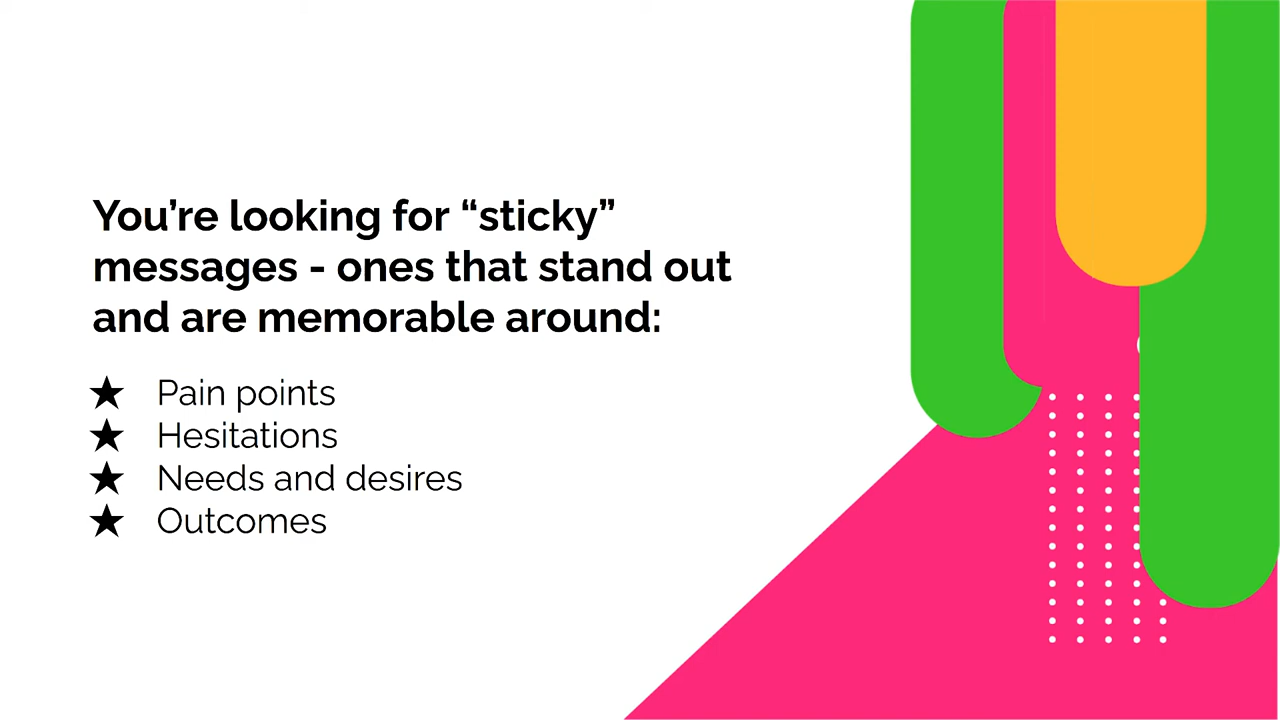 You’re looking for “sticky”
messages - ones that stand out
and are memorable around:
★ Pain points
★ Hesitations
★ Needs and desires
★ Outcomes